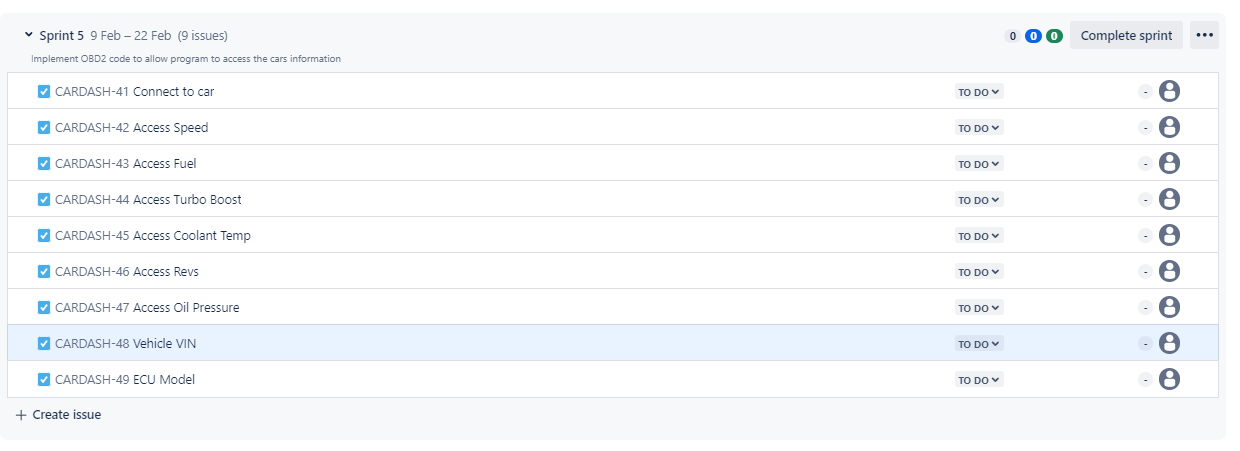 Sprint 5 9 Feb – 22 Feb (9 issues) 0 0 0 Complete sprint •••
Implement OBD2 code to allow program to access the cars information
CARDASH-41 Connect to car TO DO -
CARDASH-42 Access Speed TO DO -
CARDASH-43 Access Fuel TO DO -
CARDASH-44 Access Turbo Boost TO DO -
CARDASH-45 Access Coolant Temp TO DO -
CARDASH-46 Access Revs TO DO -
CARDASH-47 Access Oil Pressure TO DO -
CARDASH-48 Vehicle VIN TO DO -
CARDASH-49 ECU Model TO DO -
+ Create issue